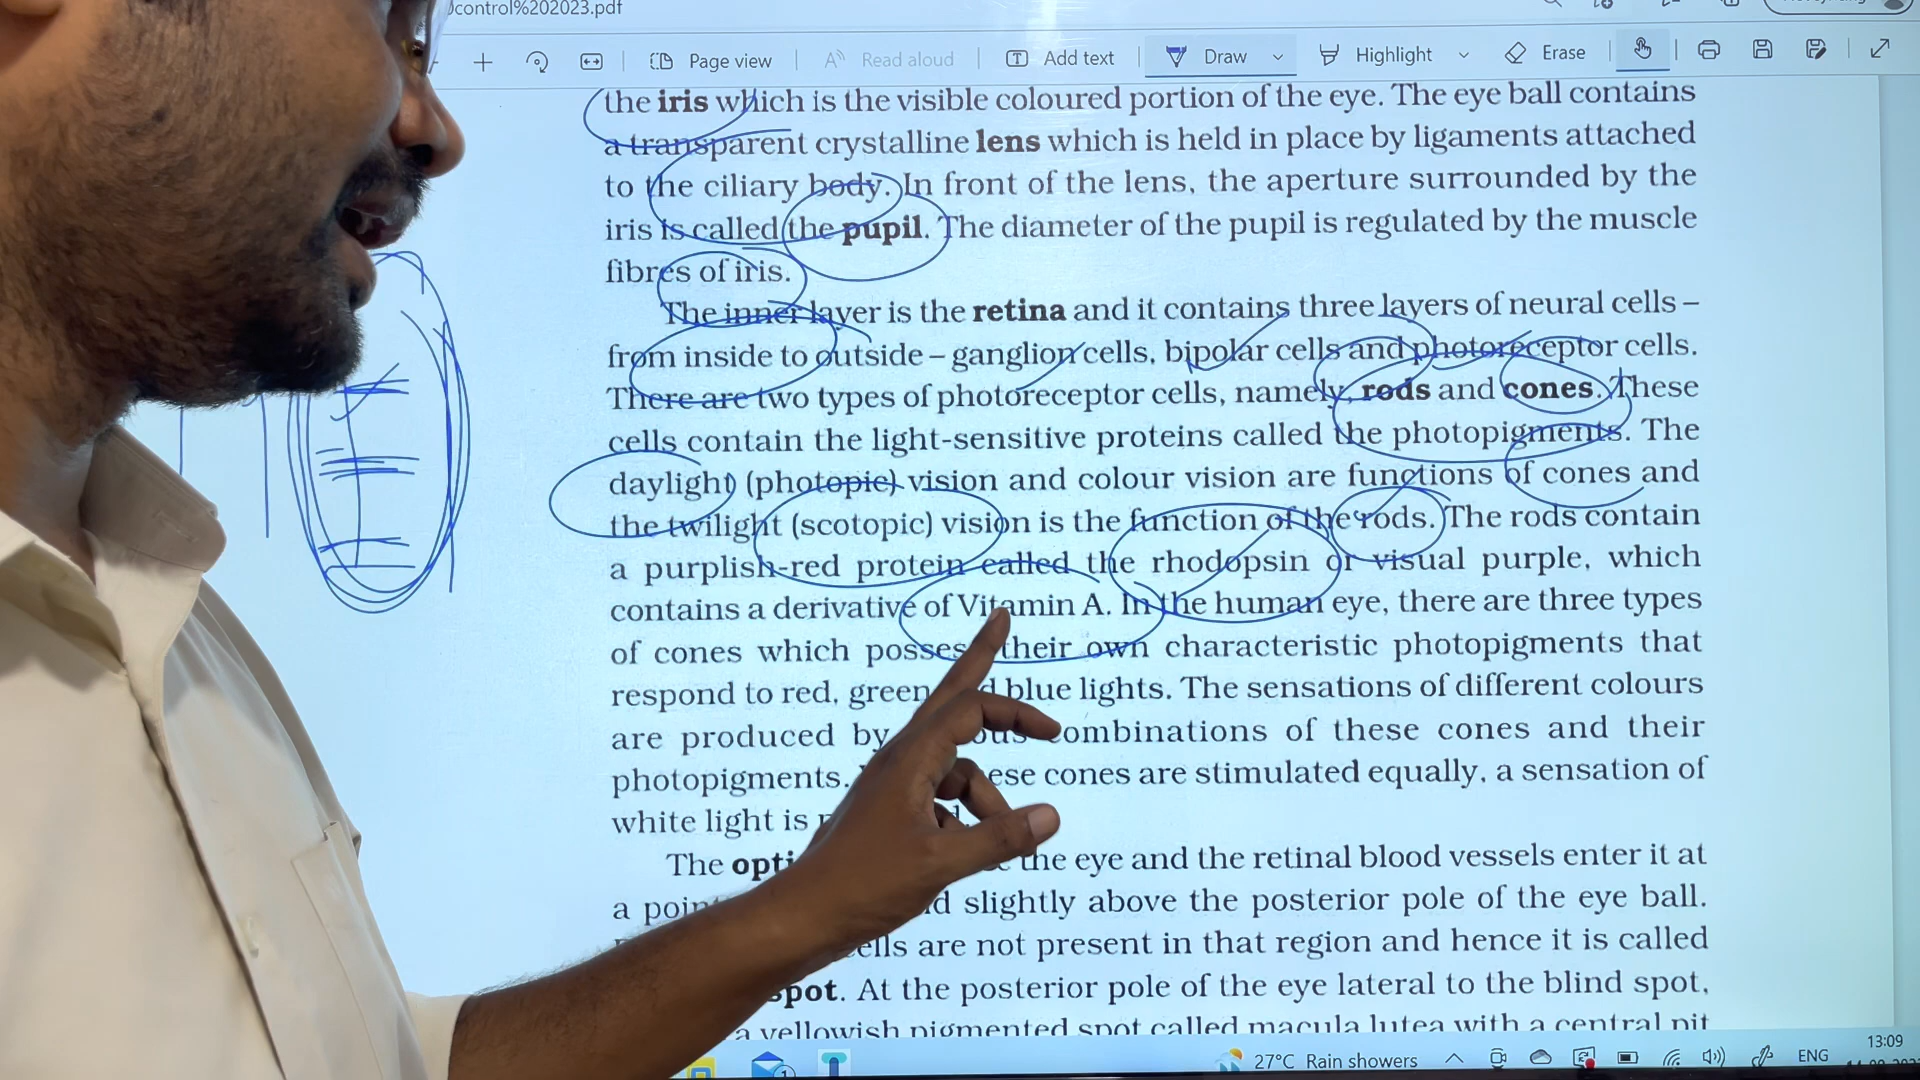 control%202023.pdf
Page view Read aloud Add text Draw Highlight Erase
the iris which is the visible coloured portion of the eye. The eye ball contains
a transparent crystalline lens which is held in place by ligaments attached
to the ciliary body. In front of the lens, the aperture surrounded by the
iris is called the pupil. The diameter of the pupil is regulated by the muscle
fibres of iris.
The inner layer is the retina and it contains three layers of neural cells –
from inside to outside – ganglion cells, bipolar cells and photoreceptor cells.
There are two types of photoreceptor cells, namely, rods and cones. These
cells contain the light-sensitive proteins called the photopigments. The
daylight (photopic) vision and colour vision are functions of cones and
the twilight (scotopic) vision is the function of the rods. The rods contain
a purplish-red protein called the rhodopsin or visual purple, which
contains a derivative of Vitamin A. In the human eye, there are three types
of cones which posses their own characteristic photopigments that
respond to red, green blue lights. The sensations of different colours
are produced by combinations of these cones and their
photopigments. cones are stimulated equally, a sensation of
white light is
The the eye and the retinal blood vessels enter it at
a slightly above the posterior pole of the eye ball.
are not present in that region and hence it is called
spot. At the posterior pole of the eye lateral to the blind spot,
a yellowish pigmented spot called macula lutea with a central pit
27°C Rain showers ENG 13:09